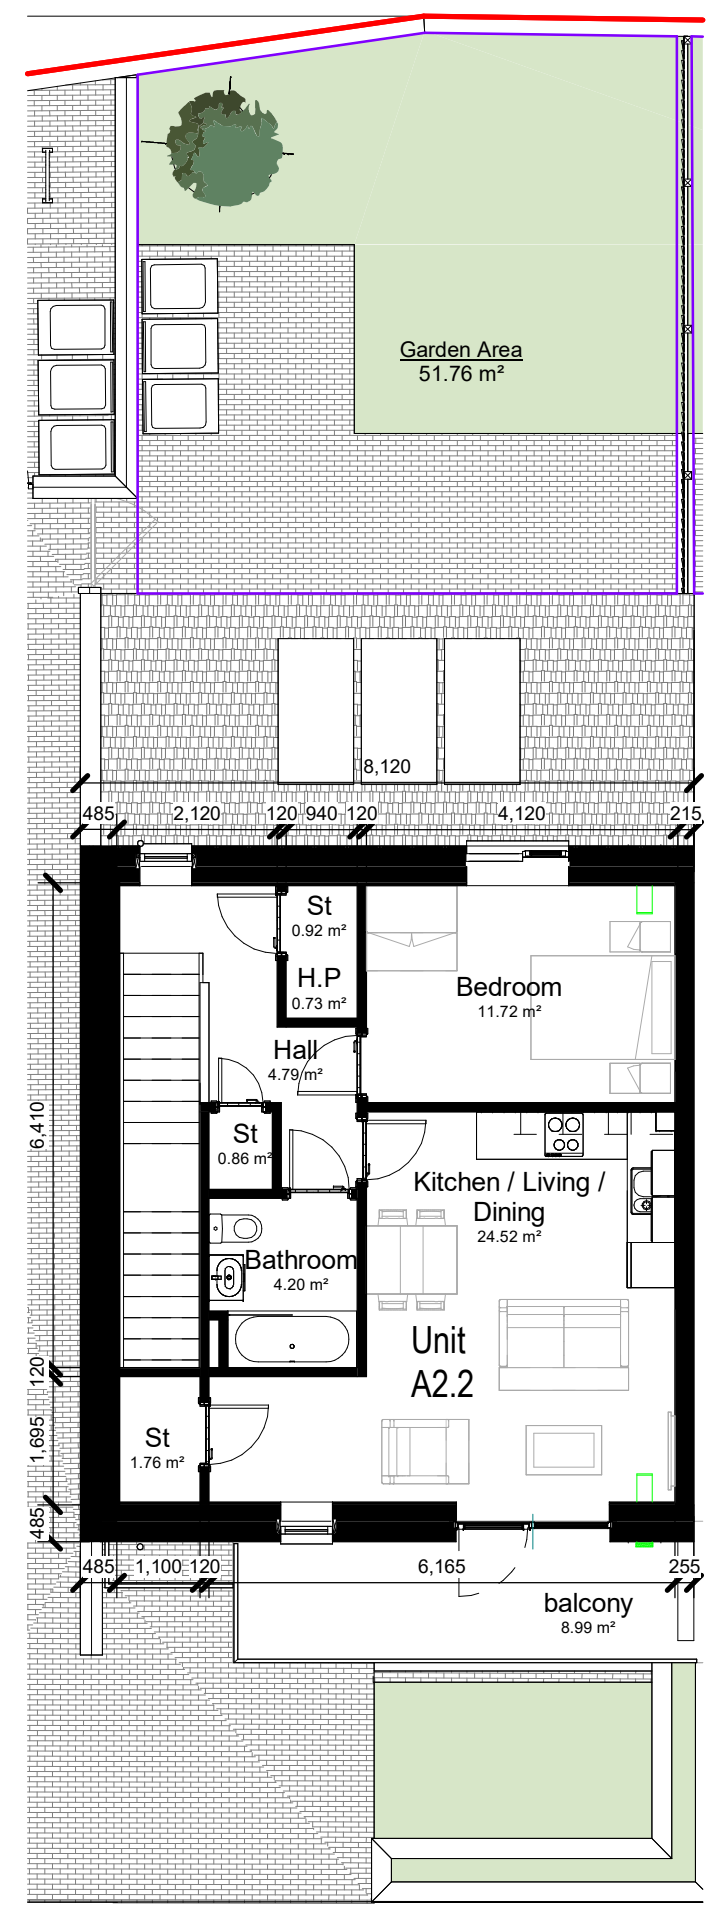 Garden Area
51.76 m²
8,120
485 2,120 120 940 120 4,120 215
St
0.92 m²
H.P
0.73 m²
Bedroom
11.72 m²
Hall
4.79 m²
St
0.86 m²
Kitchen / Living /
Dining
24.52 m²
Bathroom
4.20 m²
Unit
A2.2
St
1.76 m²
6,410
120
1,695
485
485 1,100 120 6,165 255
balcony
8.99 m²